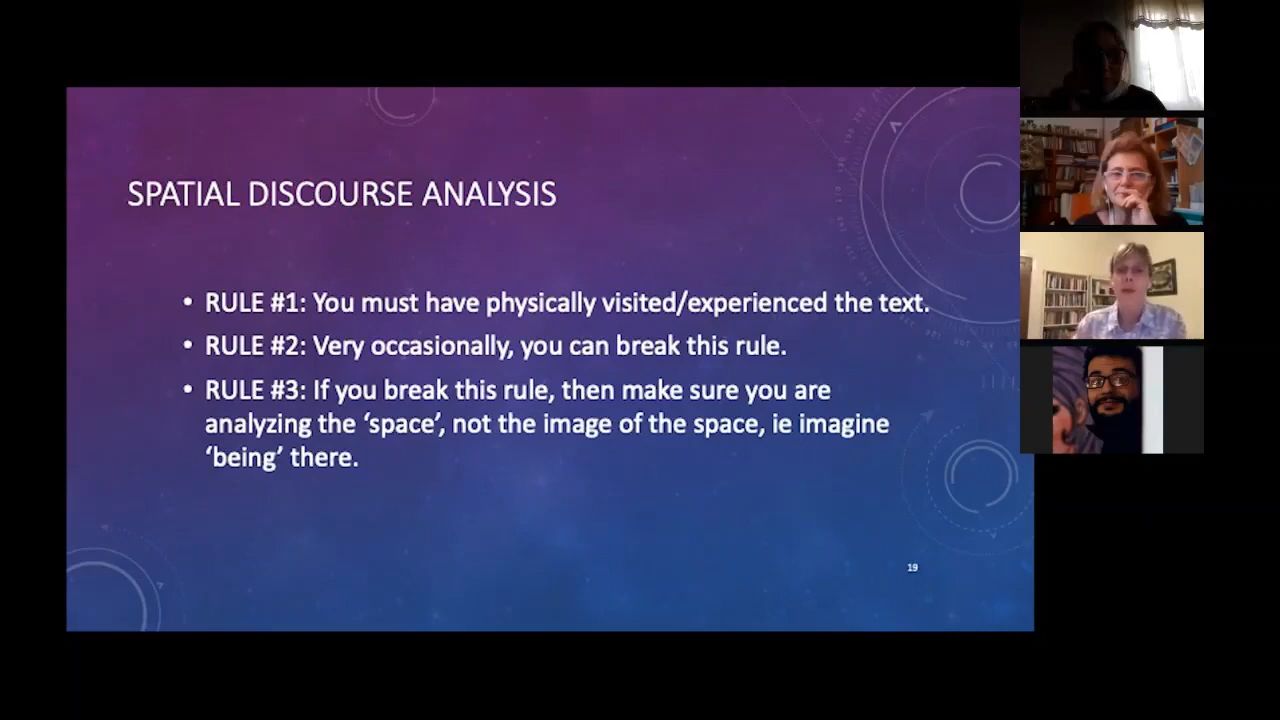 SPATIAL DISCOURSE ANALYSIS
• RULE #1: You must have physically visited/experienced the text.
• RULE #2: Very occasionally, you can break this rule.
• RULE #3: If you break this rule, then make sure you are
analyzing the ‘space’, not the image of the space, ie imagine
‘being’ there.
19